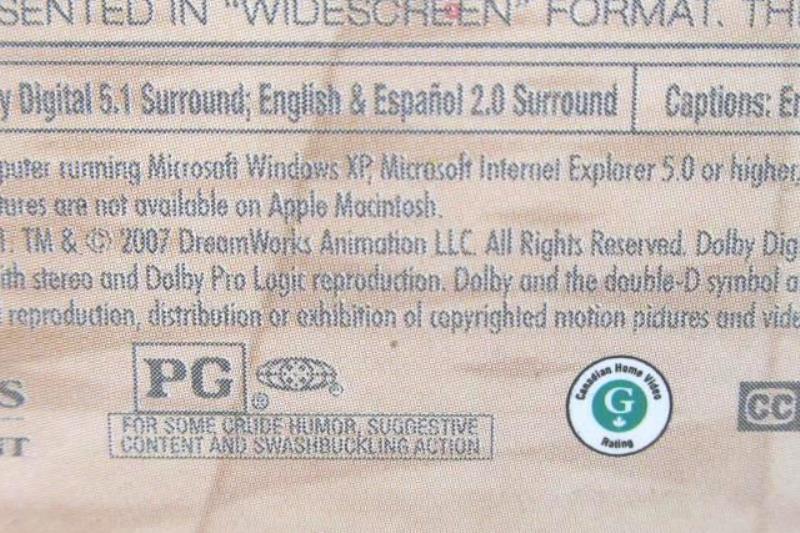 SENTED IN "WIDESCREEN" FORMAT. TH
y Digital 5.1 Surround; English & Español 2.0 Surround
Captions: En
puter running Microsoft Windows XP, Microsoft Internet Explorer 5.0 or higher,
tures are not available on Apple Macintosh.
TM & © 2007 DreamWorks Animation LLC. All Rights Reserved. Dolby Dig
ith stereo and Dolby Pro Logic reproduction. Dolby and the double-D symbol a
reproduction, distribution or exhibition of copyrighted motion pictures and vide
S
PG ®
Canadian Home Video
G
Rating
CC
NT
FOR SOME CRUDE HUMOR, SUGGESTIVE
CONTENT AND SWASHBUCKLING ACTION